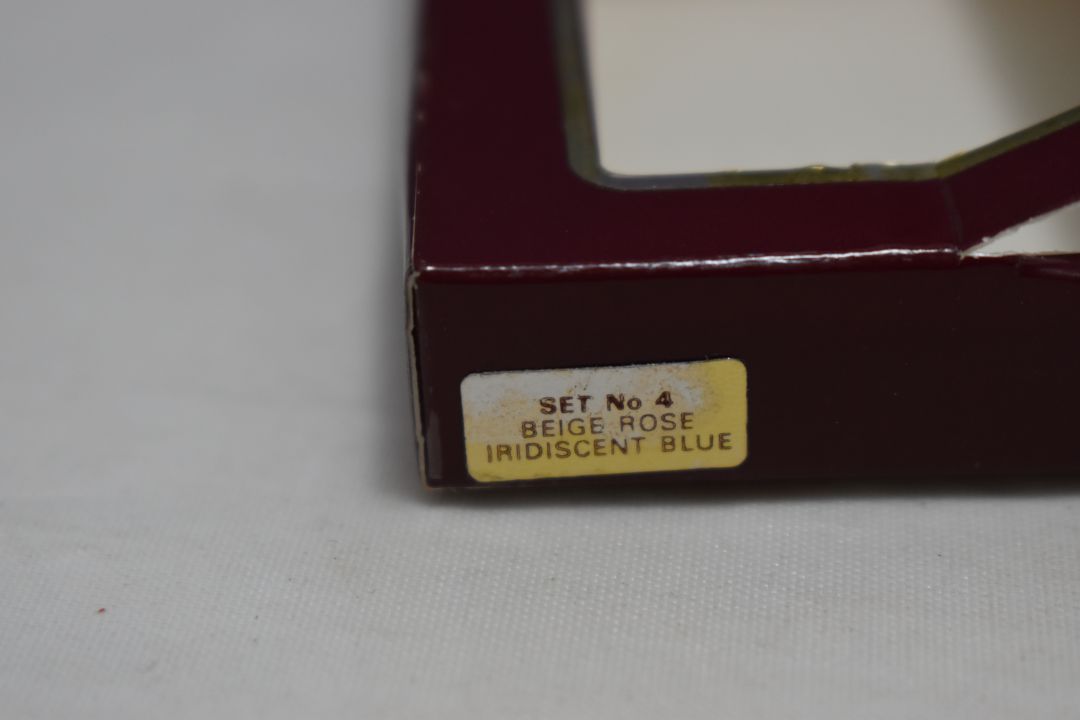 SET No 4
BEIGE ROSE
IRIDISCENT BLUE